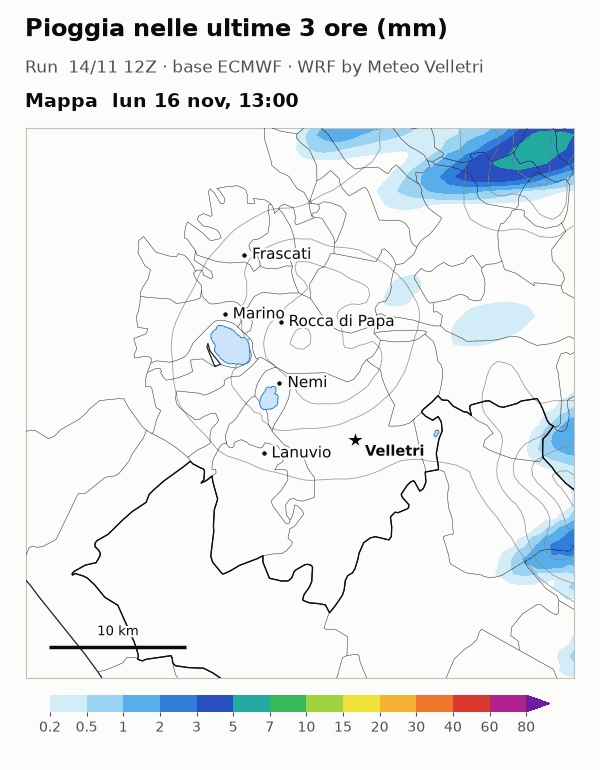 Pioggia nelle ultime 3 ore (mm)
Run  14/11 12Z · base ECMWF · WRF by Meteo Velletri
Mappa  lun 16 nov, 13:00
Frascati
Marino
Rocca di Papa
Nemi
Velletri
Lanuvio
10 km
0.2 0.5 1 2 3 5 7 10 15 20 30 40 60 80